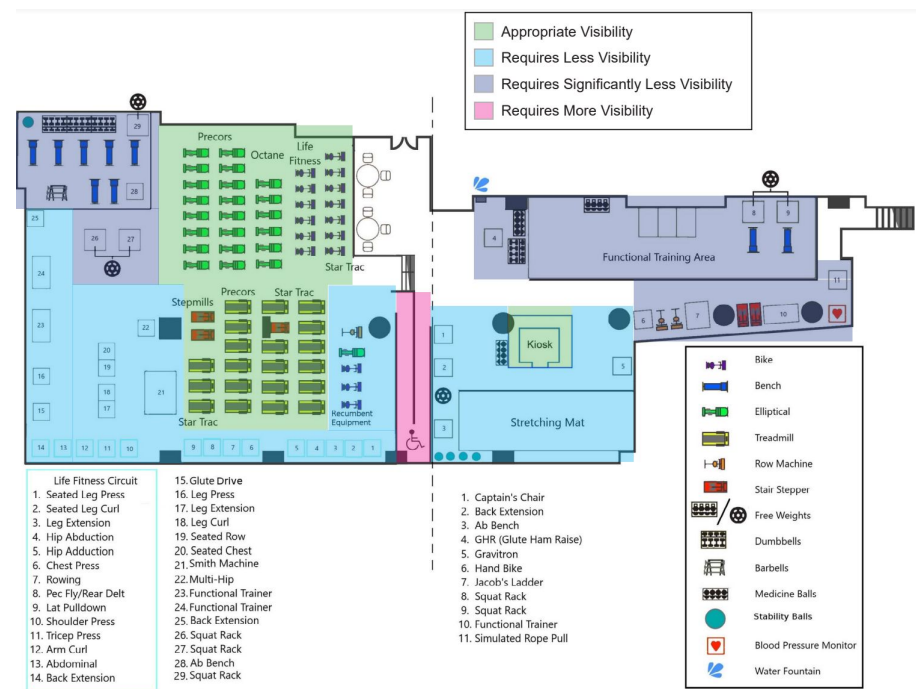 Appropriate Visibility
Requires Less Visibility
Requires Significantly Less Visibility
Requires More Visibility
29
28
Precors
Octane
Life
Fitness
Star Trac
25
26
27
24
23
16
15
Stepmills
Precors
Star Trac
22
20
19
18
17
21
Star Trac
Recumbent
Equipment
14
13
12
11
10
9
8
7
6
5
4
3
2
1
4
8
9
Functional Training Area
11
6
7
10
1
2
3
Kiosk
5
Stretching Mat
Life Fitness Circuit
1. Seated Leg Press
2. Seated Leg Curl
3. Leg Extension
4. Hip Abduction
5. Hip Adduction
6. Chest Press
7. Rowing
8. Pec Fly/Rear Delt
9. Lat Pulldown
10. Shoulder Press
11. Tricep Press
12. Arm Curl
13. Abdominal
14. Back Extension
15. Glute Drive
16. Leg Press
17. Leg Extension
18. Leg Curl
19. Seated Row
20. Seated Chest
21. Smith Machine
22. Multi-Hip
23. Functional Trainer
24. Functional Trainer
25. Back Extension
26. Squat Rack
27. Squat Rack
28. Ab Bench
29. Squat Rack
1. Captain's Chair
2. Back Extension
3. Ab Bench
4. GHR (Glute Ham Raise)
5. Gravitron
6. Hand Bike
7. Jacob's Ladder
8. Squat Rack
9. Squat Rack
10. Functional Trainer
11. Simulated Rope Pull
Bike
Bench
Elliptical
Treadmill
Row Machine
Stair Stepper
Free Weights
Dumbbells
Barbells
Medicine Balls
Stability Balls
Blood Pressure Monitor
Water Fountain